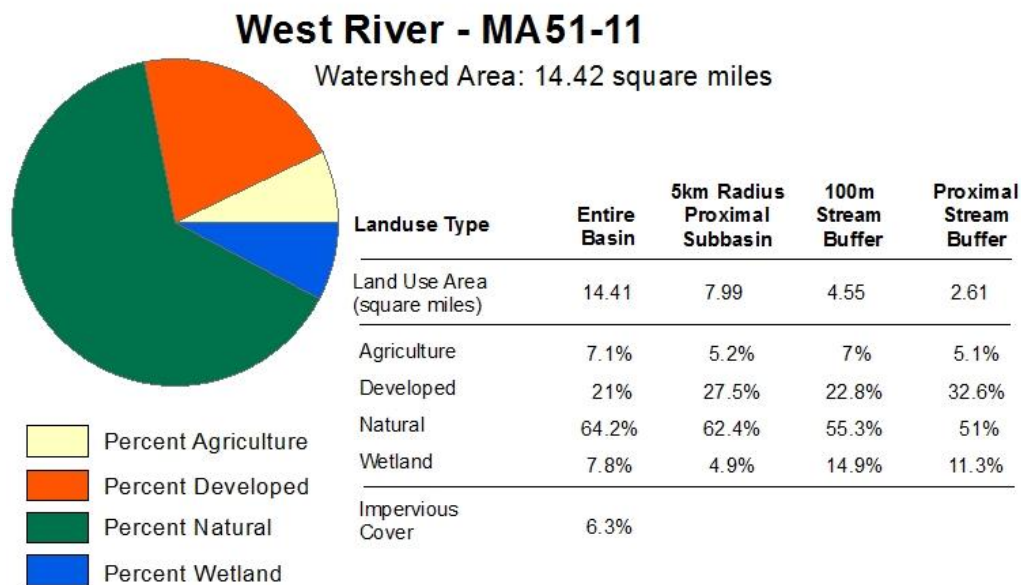 West River - MA51-11
Watershed Area: 14.42 square miles
Landuse Type
Entire
Basin
5km Radius
Proximal
Subbasin
100m
Stream
Buffer
Proximal
Stream
Buffer
Land Use Area
(square miles)
14.41 7.99 4.55 2.61
Agriculture 7.1% 5.2% 7% 5.1%
Developed 21% 27.5% 22.8% 32.6%
Natural 64.2% 62.4% 55.3% 51%
Wetland 7.8% 4.9% 14.9% 11.3%
Impervious
Cover
6.3%
Percent Agriculture
Percent Developed
Percent Natural
Percent Wetland